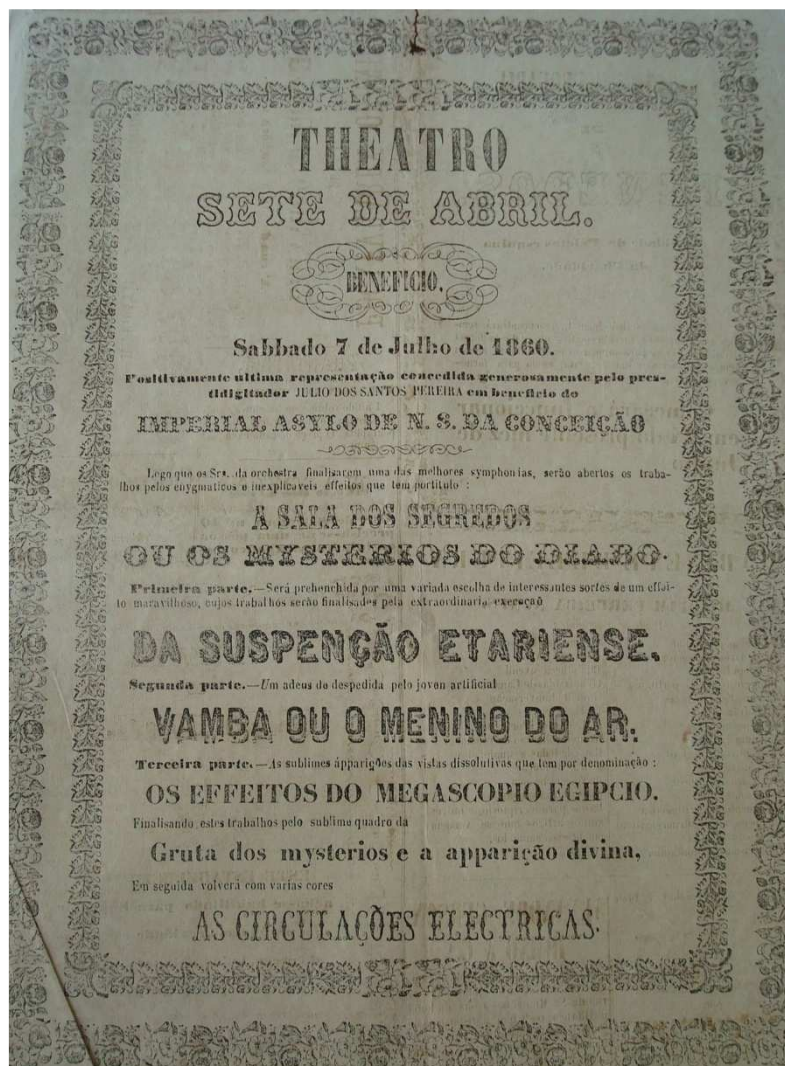 THEATRO
SETE DE ABRIL.
BENEFICIO.
Sabbado 7 de Julho de 1860.
Positivamente ultima representação concedida generosamente pelo pres-
tidigitador JULIO DOS SANTOS PEREIRA em beneficio do
IMPERIAL ASYLO DE N. S. DA CONCEIÇÃO
Logo que os Srs. da orchestra finalisarem uma das melhores symphonias, serão abertos os traba-
lhos pelos enygmaticos e inexplicaveis effeitos que tem por titulo:
A SALA DOS SEGREDOS
OU OS MYSTERIOS DO DIABO.
Primeira parte.—Será prehenchida por uma variada escolha de interessantes sortes de um effei-
to maravilhoso, cujos trabalhos serão finalisados pela extraordinaria execução
DA SUSPENÇÃO ETARIENSE.
Segunda parte.—Um adeus de despedida pelo joven artificial
VAMBA OU O MENINO DO AR.
Terceira parte.—As sublimes apparições das vistas dissolutivas que tem por denominação:
OS EFFEITOS DO MEGASCOPIO EGIPCIO.
Finalisando estes trabalhos pelo sublime quadro da
Gruta dos mysterios e a apparição divina,
Em seguida volverá com varias cores
AS CIRCULAÇÕES ELECTRICAS.